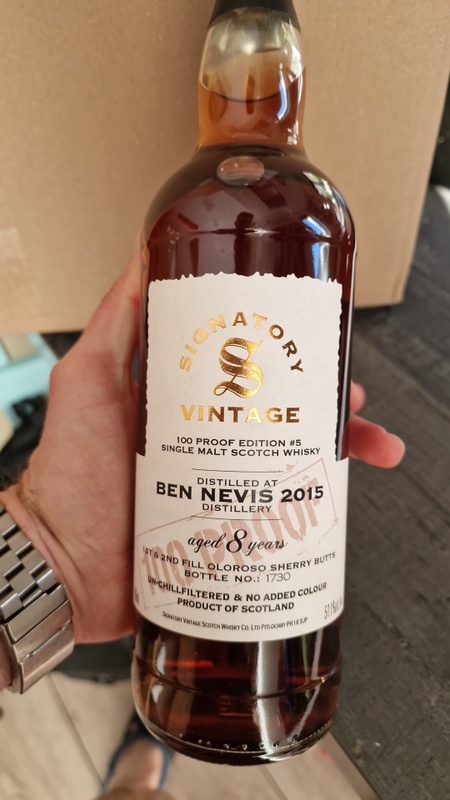 SIGNATORY
S
VINTAGE
100 PROOF EDITION #5
SINGLE MALT SCOTCH WHISKY
DISTILLED AT
BEN NEVIS 2015
DISTILLERY
100 PROOF
aged 8 years
1ST & 2ND FILL OLOROSO SHERRY BUTTS
BOTTLE NO.: 1730
UN-CHILLFILTERED & NO ADDED COLOUR
PRODUCT OF SCOTLAND
57.1%
SIGNATORY VINTAGE SCOTCH WHISKY CO. LTD PITLOCHRY PH16 5JP